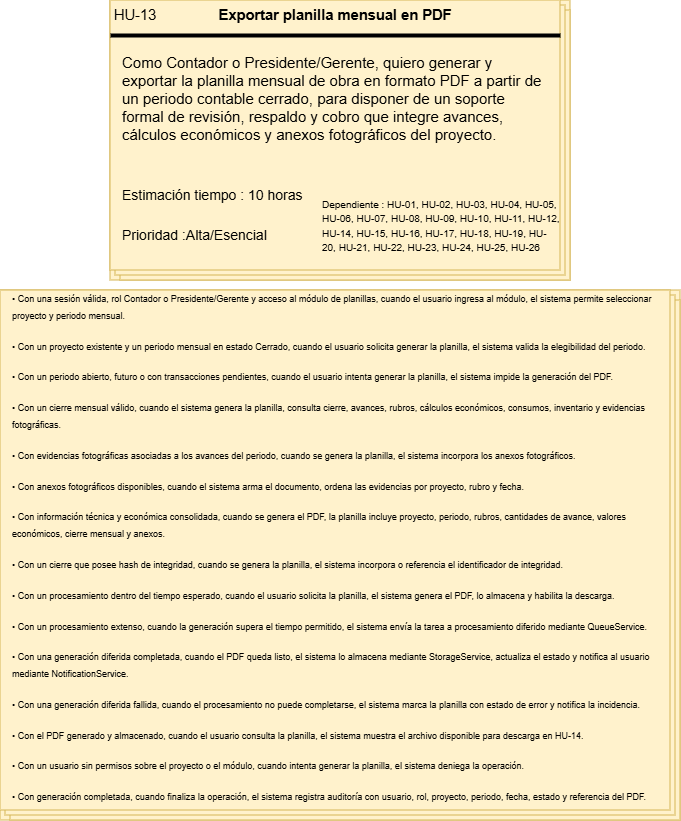 HU-13 Exportar planilla mensual en PDF
Como Contador o Presidente/Gerente, quiero generar y
exportar la planilla mensual de obra en formato PDF a partir de
un periodo contable cerrado, para disponer de un soporte
formal de revisión, respaldo y cobro que integre avances,
cálculos económicos y anexos fotográficos del proyecto.
Estimación tiempo : 10 horas
Prioridad :Alta/Esencial
Dependiente : HU-01, HU-02, HU-03, HU-04, HU-05,
HU-06, HU-07, HU-08, HU-09, HU-10, HU-11, HU-12,
HU-14, HU-15, HU-16, HU-17, HU-18, HU-19, HU-
20, HU-21, HU-22, HU-23, HU-24, HU-25, HU-26
• Con una sesión válida, rol Contador o Presidente/Gerente y acceso al módulo de planillas, cuando el usuario ingresa al módulo, el sistema permite seleccionar
proyecto y periodo mensual.
• Con un proyecto existente y un periodo mensual en estado Cerrado, cuando el usuario solicita generar la planilla, el sistema valida la elegibilidad del periodo.
• Con un periodo abierto, futuro o con transacciones pendientes, cuando el usuario intenta generar la planilla, el sistema impide la generación del PDF.
• Con un cierre mensual válido, cuando el sistema genera la planilla, consulta cierre, avances, rubros, cálculos económicos, consumos, inventario y evidencias
fotográficas.
• Con evidencias fotográficas asociadas a los avances del periodo, cuando se genera la planilla, el sistema incorpora los anexos fotográficos.
• Con anexos fotográficos disponibles, cuando el sistema arma el documento, ordena las evidencias por proyecto, rubro y fecha.
• Con información técnica y económica consolidada, cuando se genera el PDF, la planilla incluye proyecto, periodo, rubros, cantidades de avance, valores
económicos, cierre mensual y anexos.
• Con un cierre que posee hash de integridad, cuando se genera la planilla, el sistema incorpora o referencia el identificador de integridad.
• Con un procesamiento dentro del tiempo esperado, cuando el usuario solicita la planilla, el sistema genera el PDF, lo almacena y habilita la descarga.
• Con un procesamiento extenso, cuando la generación supera el tiempo permitido, el sistema envía la tarea a procesamiento diferido mediante QueueService.
• Con una generación diferida completada, cuando el PDF queda listo, el sistema lo almacena mediante StorageService, actualiza el estado y notifica al usuario
mediante NotificationService.
• Con una generación diferida fallida, cuando el procesamiento no puede completarse, el sistema marca la planilla con estado de error y notifica la incidencia.
• Con el PDF generado y almacenado, cuando el usuario consulta la planilla, el sistema muestra el archivo disponible para descarga en HU-14.
• Con un usuario sin permisos sobre el proyecto o el módulo, cuando intenta generar la planilla, el sistema deniega la operación.
• Con generación completada, cuando finaliza la operación, el sistema registra auditoría con usuario, rol, proyecto, periodo, fecha, estado y referencia del PDF.